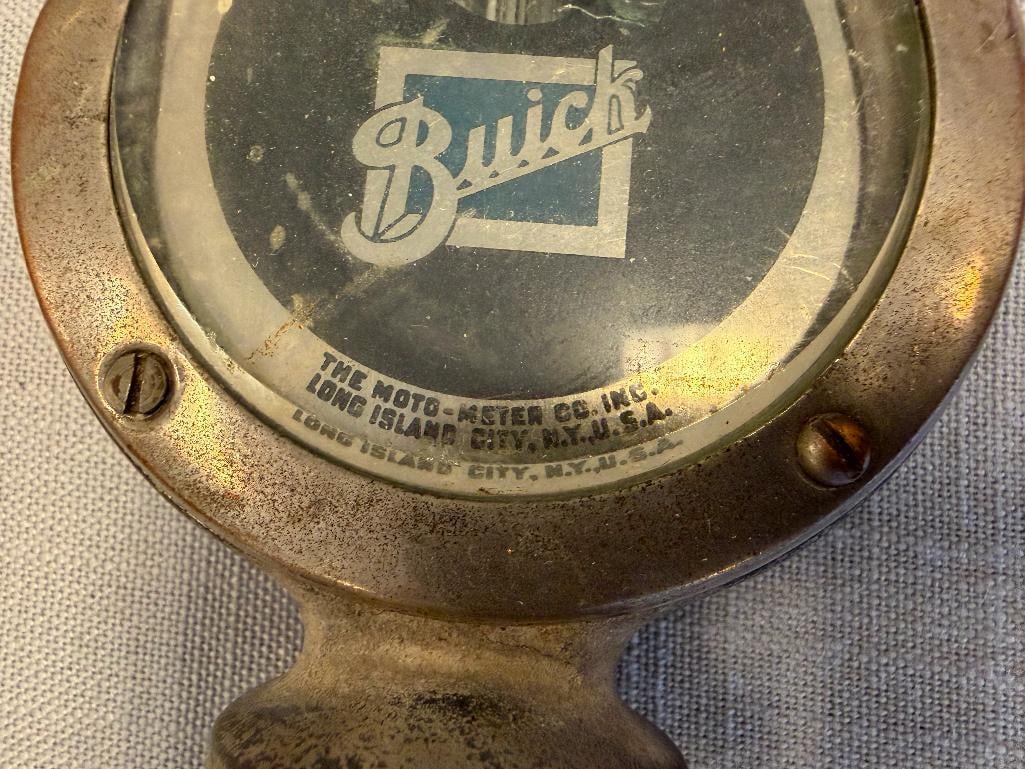 Buick
THE MOTO-METER CO. INC.
LONG ISLAND CITY, N.Y., U.S.A.
LONG ISLAND CITY, N.Y., U.S.A.